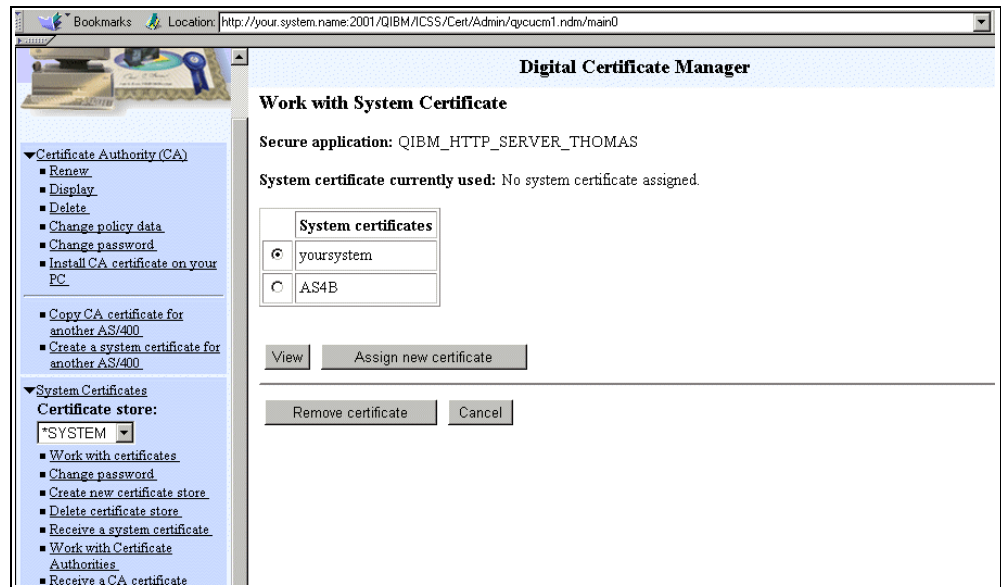 Bookmarks Location: http://your.system.name:2001/QIBM/ICSS/Cert/Admin/qycucm1.ndm/main0
Digital Certificate Manager
Work with System Certificate
Secure application: QIBM_HTTP_SERVER_THOMAS
System certificate currently used: No system certificate assigned.
System certificates
yoursystem
AS4B
View Assign new certificate
Remove certificate Cancel
Certificate Authority (CA)
Renew
Display
Delete
Change policy data
Change password
Install CA certificate on your
PC
Copy CA certificate for
another AS/400
Create a system certificate for
another AS/400
System Certificates
Certificate store:
*SYSTEM
Work with certificates
Change password
Create new certificate store
Delete certificate store
Receive a system certificate
Work with Certificate
Authorities
Receive a CA certificate